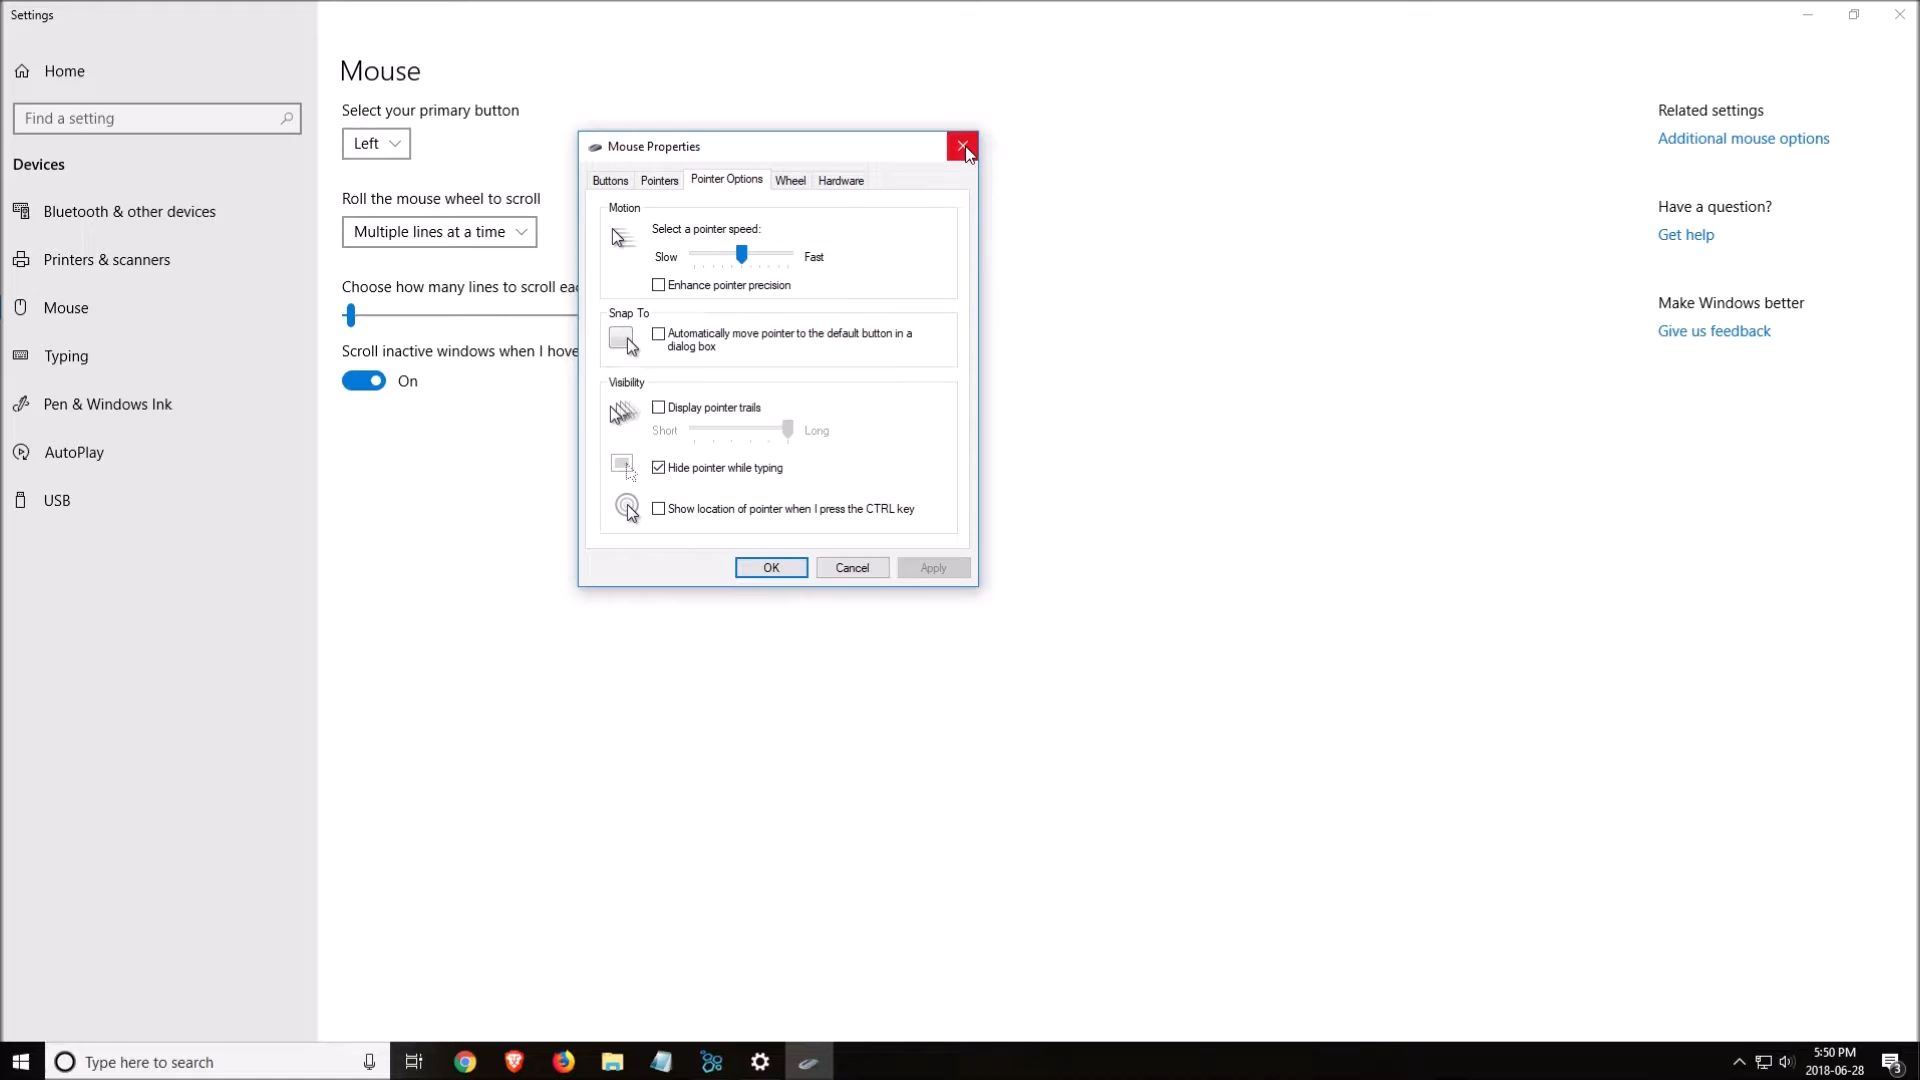 Settings
Home
Find a setting
Devices
Bluetooth & other devices
Printers & scanners
Mouse
Typing
Pen & Windows Ink
AutoPlay
USB
Mouse
Select your primary button
Left
Roll the mouse wheel to scroll
Multiple lines at a time
Choose how many lines to scroll eac
Scroll inactive windows when I hove
On
Mouse Properties
Buttons
Pointers
Pointer Options
Wheel
Hardware
Motion
Select a pointer speed:
Slow
Fast
Enhance pointer precision
Snap To
Automatically move pointer to the default button in a
dialog box
Visibility
Display pointer trails
Short
Long
Hide pointer while typing
Show location of pointer when I press the CTRL key
OK
Cancel
Apply
Related settings
Additional mouse options
Have a question?
Get help
Make Windows better
Give us feedback
Type here to search
5:50 PM
2018-06-28
3